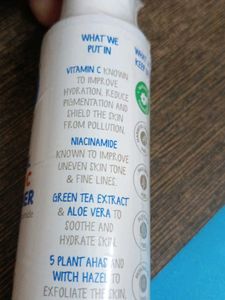 WHAT WE
PUT IN
VITAMIN C KNOWN
TO IMPROVE
HYDRATION, REDUCE
PIGMENTATION AND
SHIELD THE SKIN
FROM POLLUTION.
NIACINAMIDE
KNOWN TO IMPROVE
UNEVEN SKIN TONE
& FINE LINES.
GREEN TEA EXTRACT
& ALOE VERA TO
SOOTHE AND
HYDRATE SKIN.
5 PLANT AHAS AND
WITCH HAZEL TO
EXFOLIATE THE SKIN.